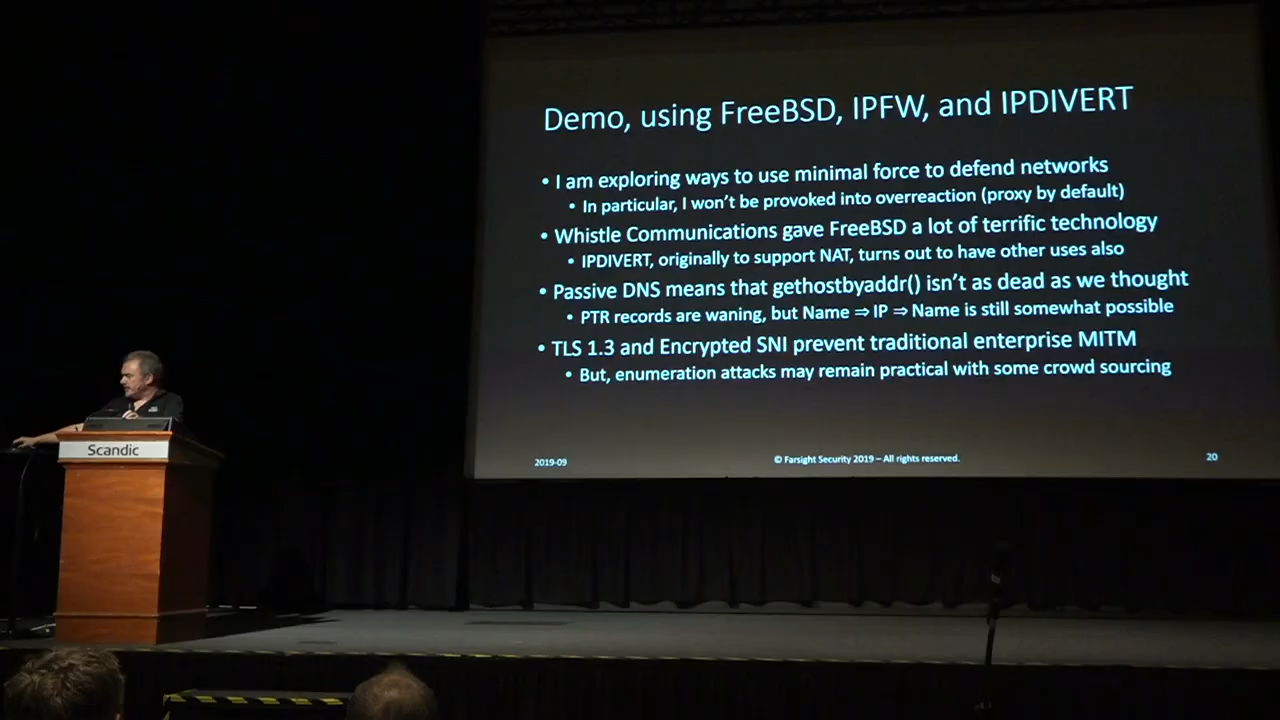 Demo, using FreeBSD, IPFW, and IPDIVERT
• I am exploring ways to use minimal force to defend networks
• In particular, I won't be provoked into overreaction (proxy by default)
• Whistle Communications gave FreeBSD a lot of terrific technology
• IPDIVERT, originally to support NAT, turns out to have other uses also
• Passive DNS means that gethostbyaddr() isn't as dead as we thought
• PTR records are waning, but Name ⇒ IP ⇒ Name is still somewhat possible
• TLS 1.3 and Encrypted SNI prevent traditional enterprise MITM
• But, enumeration attacks may remain practical with some crowd sourcing
2019-09
© Farsight Security 2019 – All rights reserved.
20
Scandic